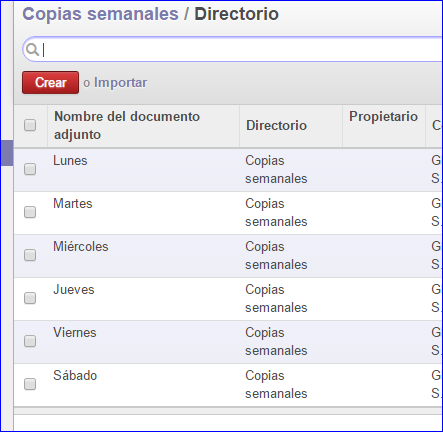 Copias semanales / Directorio
Crear o Importar
Nombre del documento adjunto Directorio Propietario C
Lunes Copias semanales G S.
Martes Copias semanales G S.
Miércoles Copias semanales G S.
Jueves Copias semanales G S.
Viernes Copias semanales G S.
Sábado Copias semanales G S.